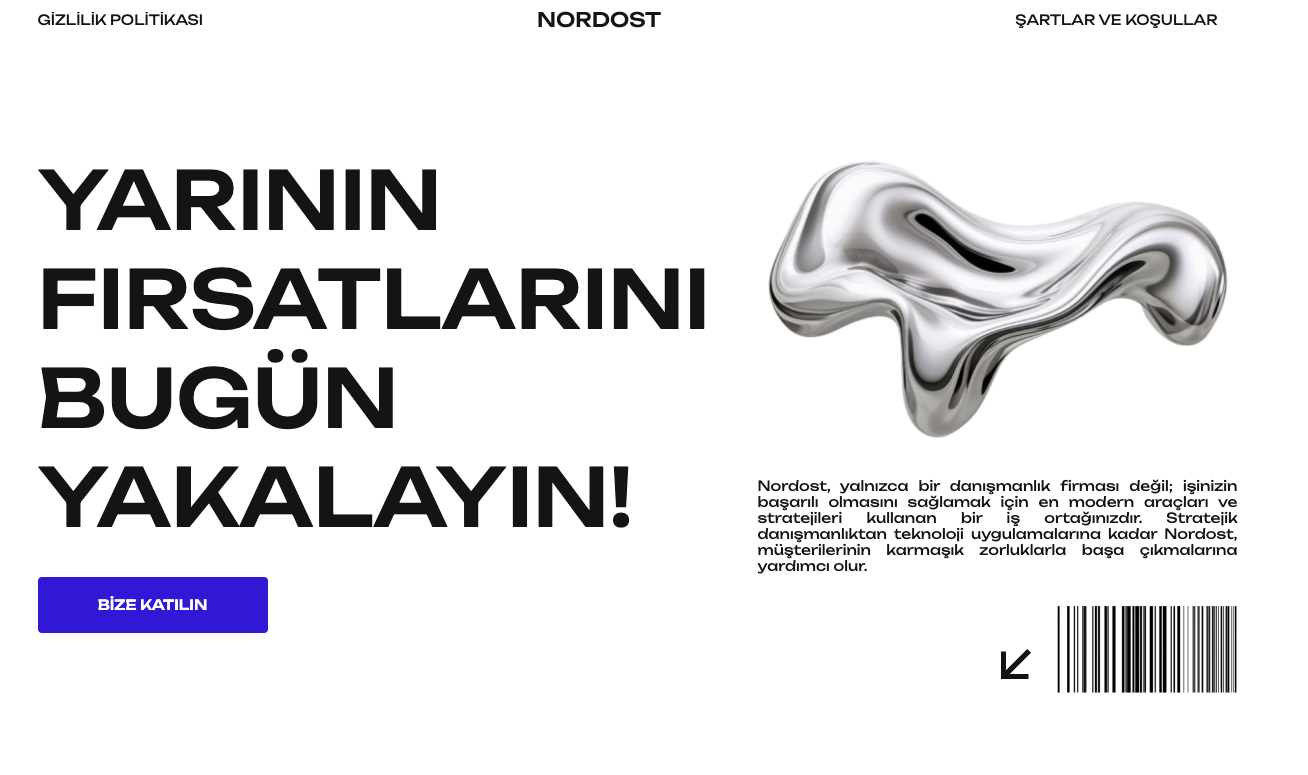 GİZLİLİK POLİTİKASI
NORDOST
ŞARTLAR VE KOŞULLAR
YARININ
FIRSATLARINI
BUGÜN
YAKALAYIN!
BİZE KATILIN
Nordost, yalnızca bir danışmanlık firması değil; işinizin
başarılı olmasını sağlamak için en modern araçları ve
stratejileri kullanan bir iş ortağınızdır. Stratejik
danışmanlıktan teknoloji uygulamalarına kadar Nordost,
müşterilerinin karmaşık zorluklarla başa çıkmalarına
yardımcı olur.